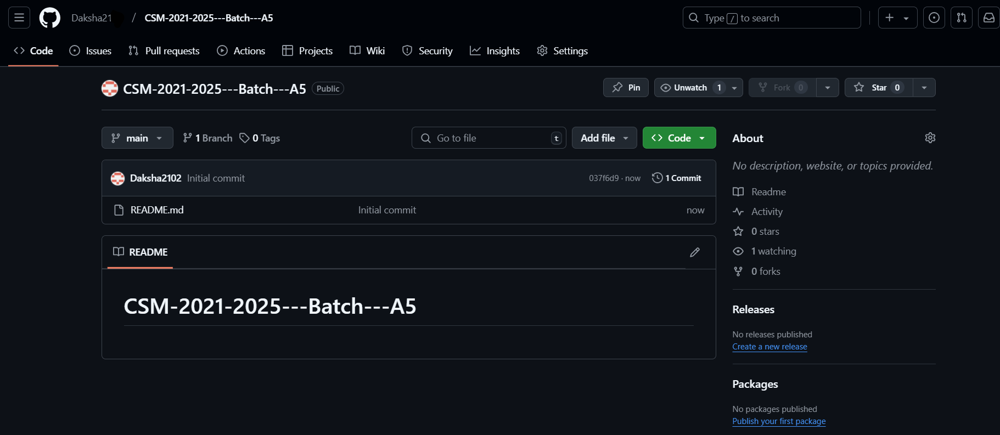 Daksha21 / CSM-2021-2025---Batch---A5
Type / to search
Code Issues Pull requests Actions Projects Wiki Security Insights Settings
CSM-2021-2025---Batch---A5 Public
Pin Unwatch 1 Fork 0 Star 0
main 1 Branch 0 Tags Go to file t Add file Code
Daksha2102 Initial commit 037f6d9 · now 1 Commit
README.md Initial commit now
README
CSM-2021-2025---Batch---A5
About
No description, website, or topics provided.
Readme
Activity
0 stars
1 watching
0 forks
Releases
No releases published
Create a new release
Packages
No packages published
Publish your first package